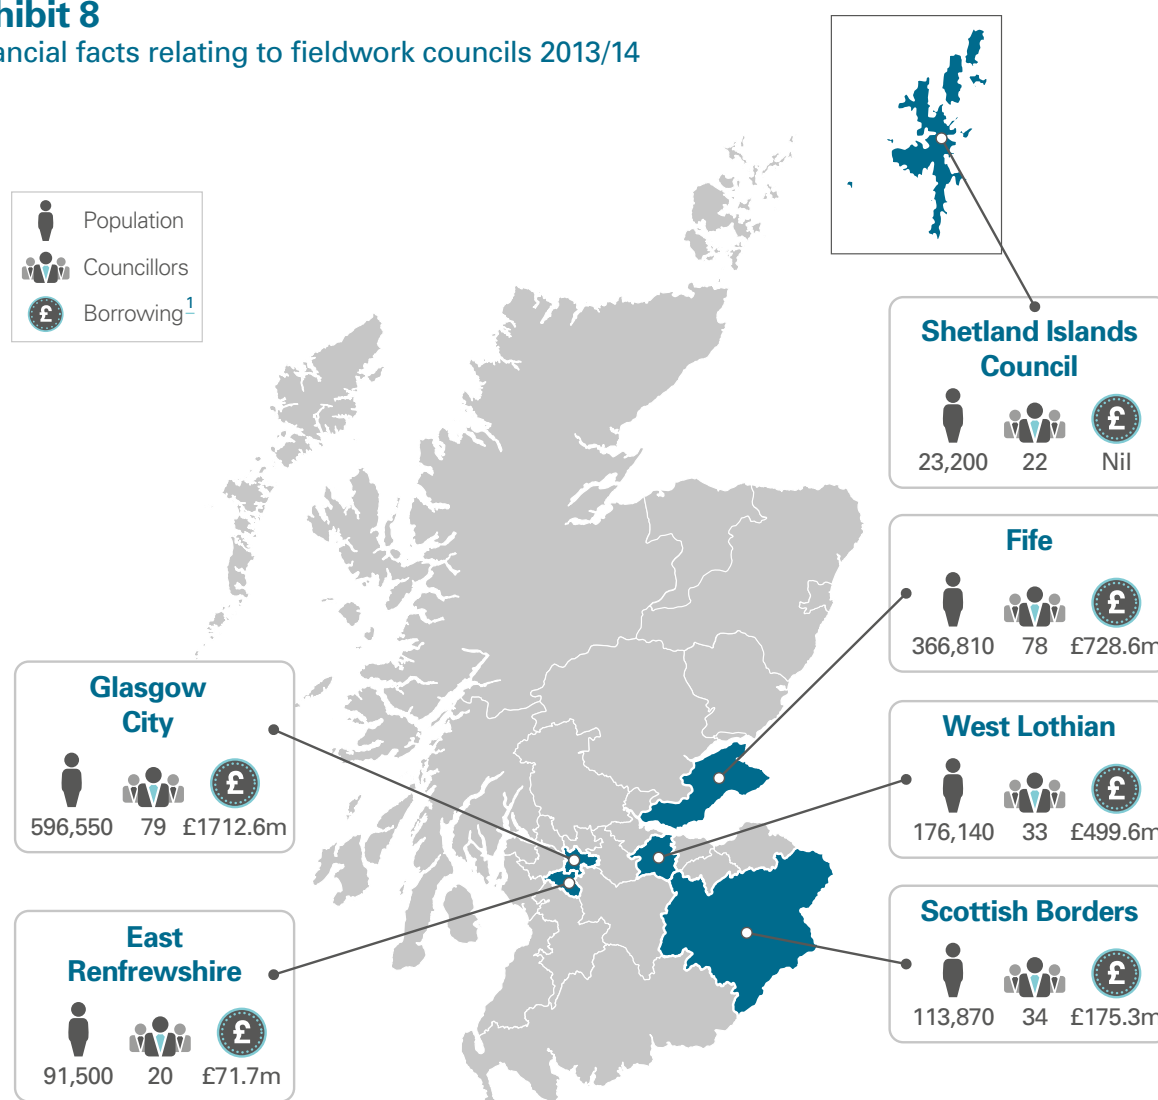 hibit 8
ancial facts relating to fieldwork councils 2013/14
Population
Councillors
£ Borrowing1
Shetland Islands
Council
£
23,200 22 Nil
Fife
£
366,810 78 £728.6m
Glasgow
City
£
596,550 79 £1712.6m
West Lothian
£
176,140 33 £499.6m
Scottish Borders
£
113,870 34 £175.3m
East
Renfrewshire
£
91,500 20 £71.7m